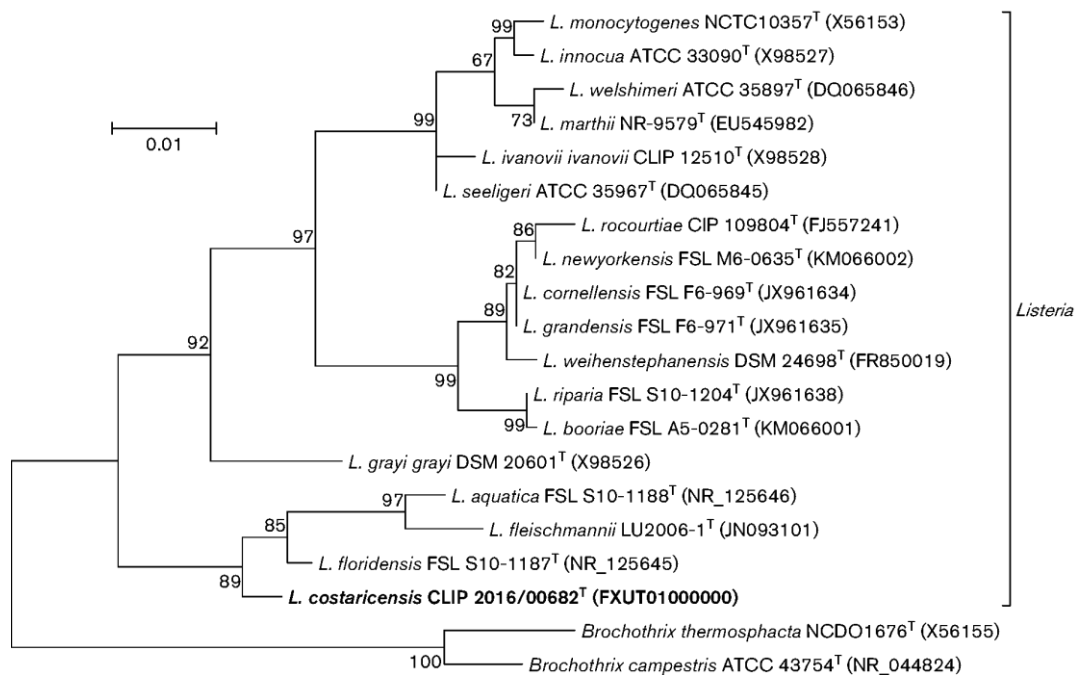 99
L. monocytogenes NCTC10357ᵀ (X56153)
67
L. innocua ATCC 33090ᵀ (X98527)
L. welshimeri ATCC 35897ᵀ (DQ065846)
99
73
L. marthii NR-9579ᵀ (EU545982)
0.01
L. ivanovii ivanovii CLIP 12510ᵀ (X98528)
L. seeligeri ATCC 35967ᵀ (DQ065845)
97
86
L. rocourtiae CIP 109804ᵀ (FJ557241)
L. newyorkensis FSL M6-0635ᵀ (KM066002)
82
L. cornellensis FSL F6-969ᵀ (JX961634)
Listeria
89
L. grandensis FSL F6-971ᵀ (JX961635)
92
L. weihenstephanensis DSM 24698ᵀ (FR850019)
99
L. riparia FSL S10-1204ᵀ (JX961638)
99
L. booriae FSL A5-0281ᵀ (KM066001)
L. grayi grayi DSM 20601ᵀ (X98526)
97
L. aquatica FSL S10-1188ᵀ (NR_125646)
85
L. fleischmannii LU2006-1ᵀ (JN093101)
L. floridensis FSL S10-1187ᵀ (NR_125645)
89
L. costaricensis CLIP 2016/00682ᵀ (FXUT01000000)
Brochothrix thermosphacta NCDO1676ᵀ (X56155)
100
Brochothrix campestris ATCC 43754ᵀ (NR_044824)